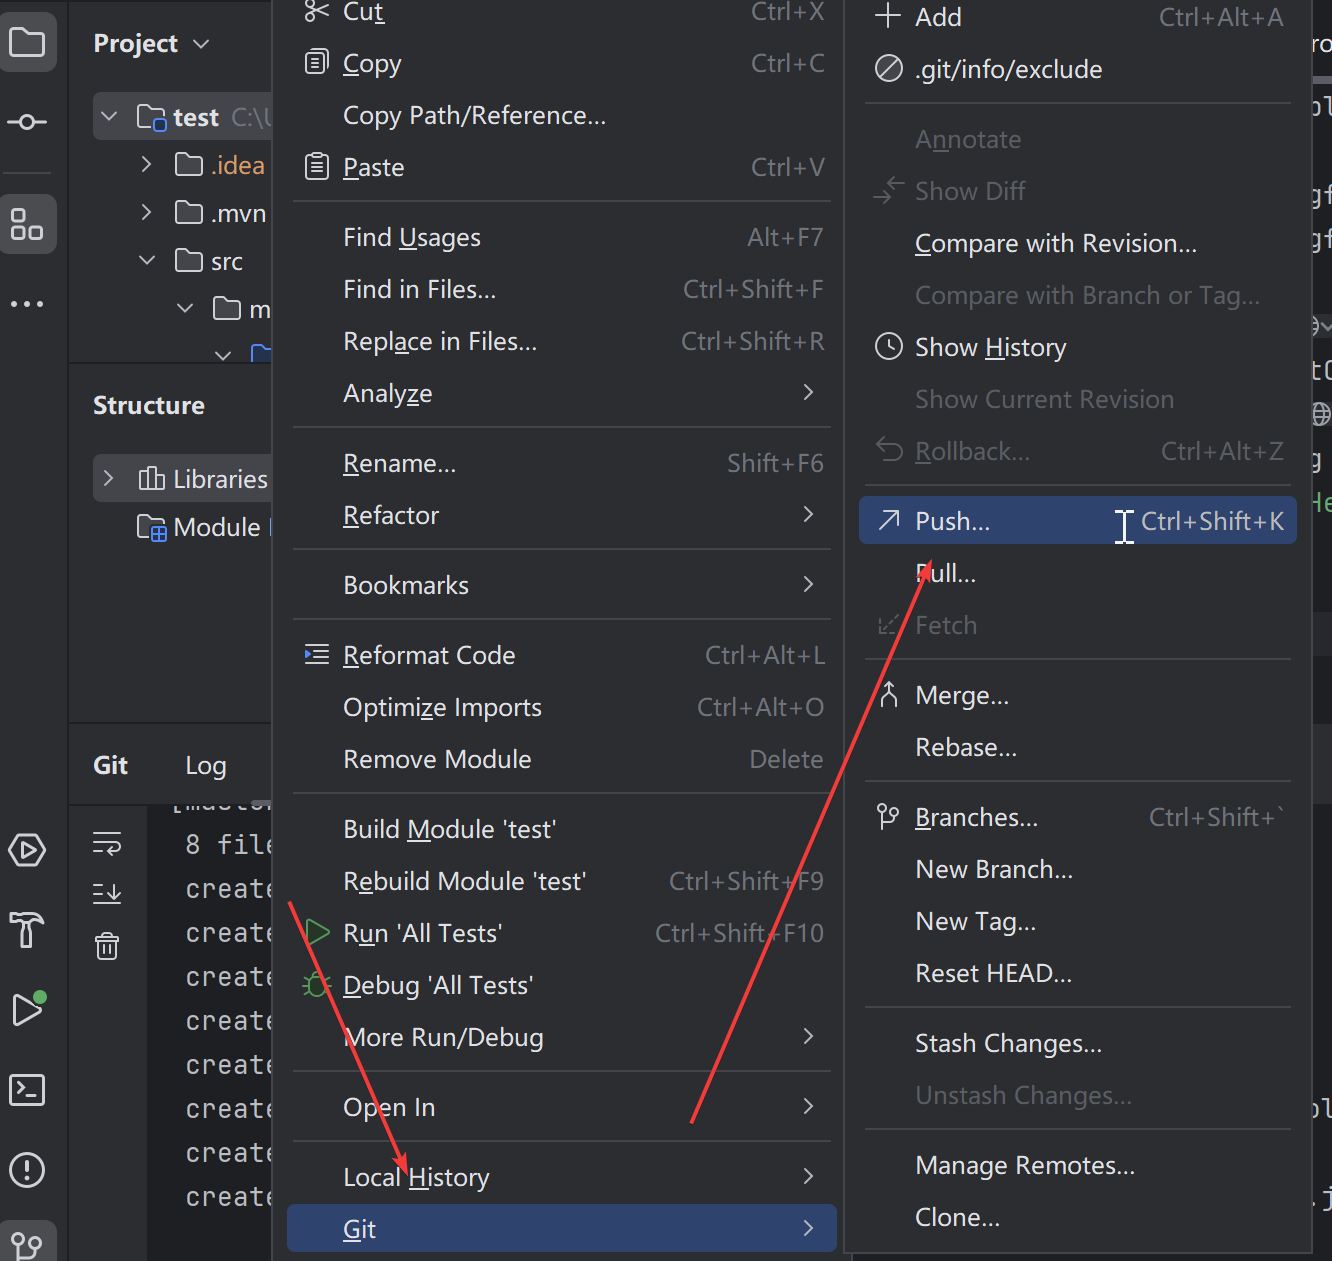 Project
test C:\
.idea
.mvn
src
Structure
Libraries
Module
Git Log
8 file
create
create
create
create
create
create
create
create
Cut Ctrl+X
Copy Ctrl+C
Copy Path/Reference...
Paste Ctrl+V
Find Usages Alt+F7
Find in Files... Ctrl+Shift+F
Replace in Files... Ctrl+Shift+R
Analyze
Rename... Shift+F6
Refactor
Bookmarks
Reformat Code Ctrl+Alt+L
Optimize Imports Ctrl+Alt+O
Remove Module Delete
Build Module 'test'
Rebuild Module 'test' Ctrl+Shift+F9
Run 'All Tests' Ctrl+Shift+F10
Debug 'All Tests'
More Run/Debug
Open In
Local History
Git
Add Ctrl+Alt+A
.git/info/exclude
Annotate
Show Diff
Compare with Revision...
Compare with Branch or Tag...
Show History
Show Current Revision
Rollback... Ctrl+Alt+Z
Push... Ctrl+Shift+K
Pull...
Fetch
Merge...
Rebase...
Branches... Ctrl+Shift+`
New Branch...
New Tag...
Reset HEAD...
Stash Changes...
Unstash Changes...
Manage Remotes...
Clone...